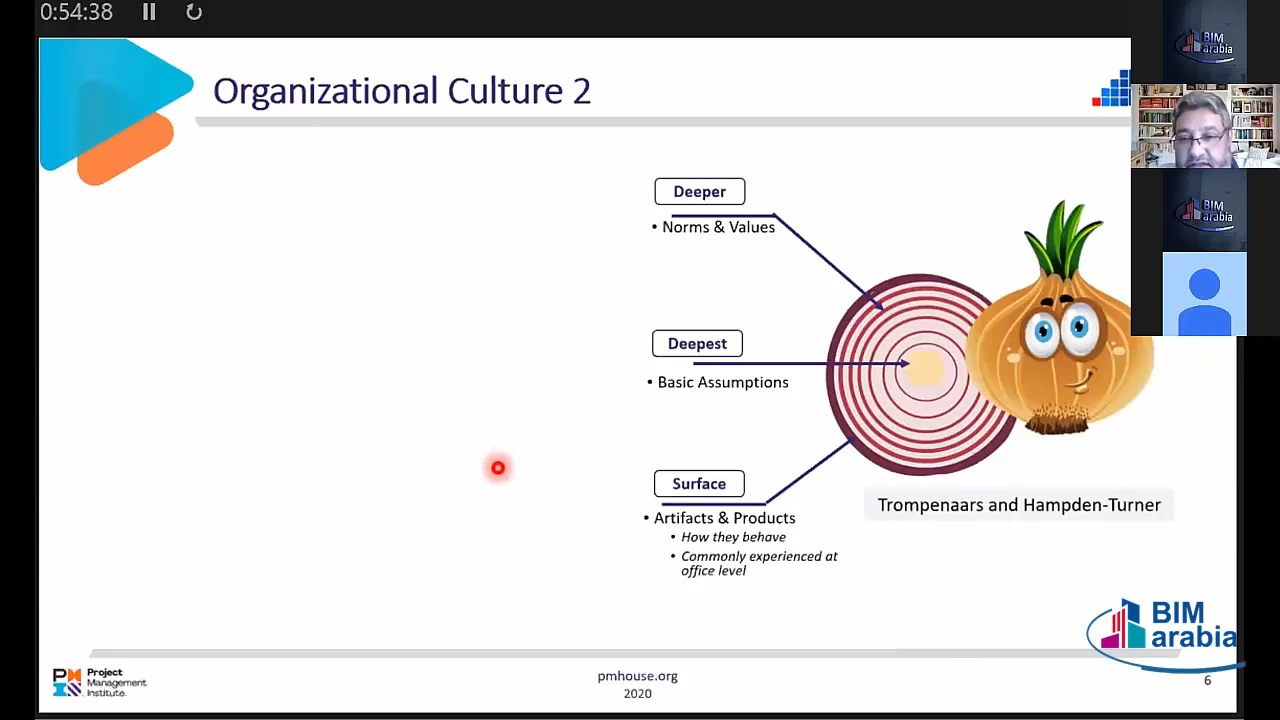 0:54:38
BIM
arabia
Organizational Culture 2
Deeper
• Norms & Values
BIM
arabia
Deepest
• Basic Assumptions
Surface
• Artifacts & Products
• How they behave
• Commonly experienced at
office level
Trompenaars and Hampden-Turner
BIM
arabia
Project
Management
Institute.
pmhouse.org
2020
6